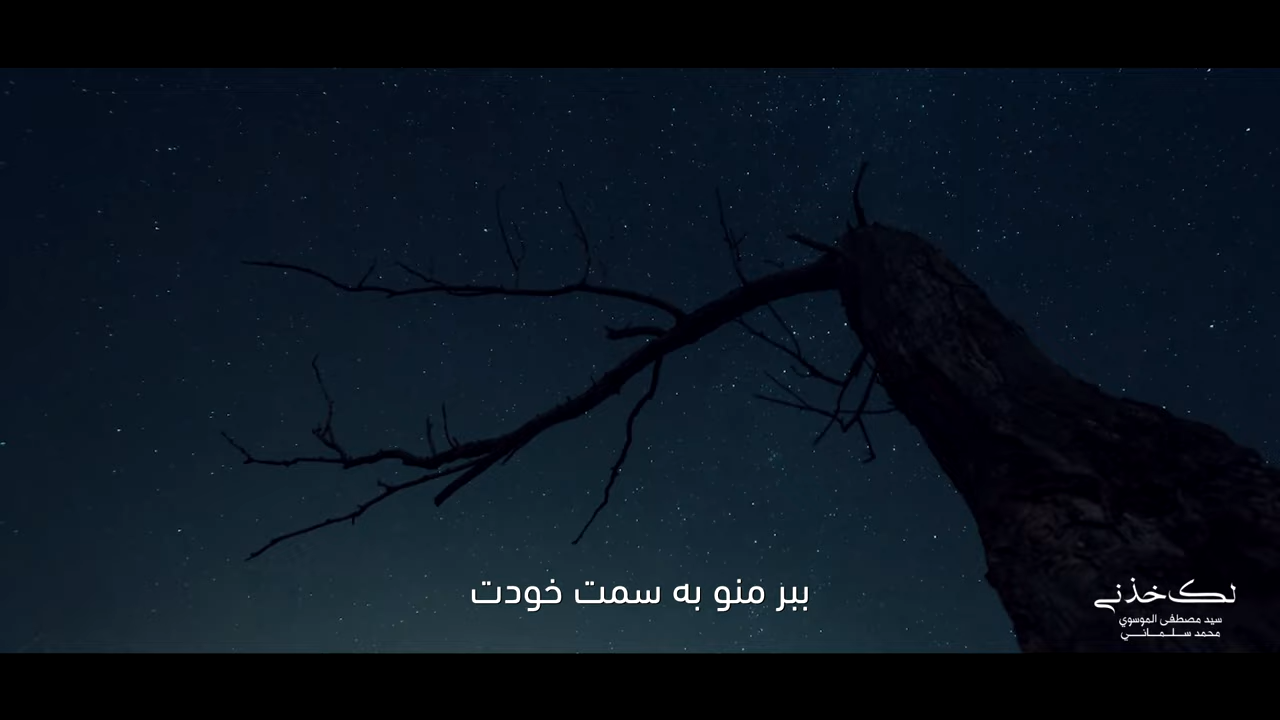 ببر منو به سمت خودت
لك خذني
سيد مصطفى الموسوي
محمد سلماني